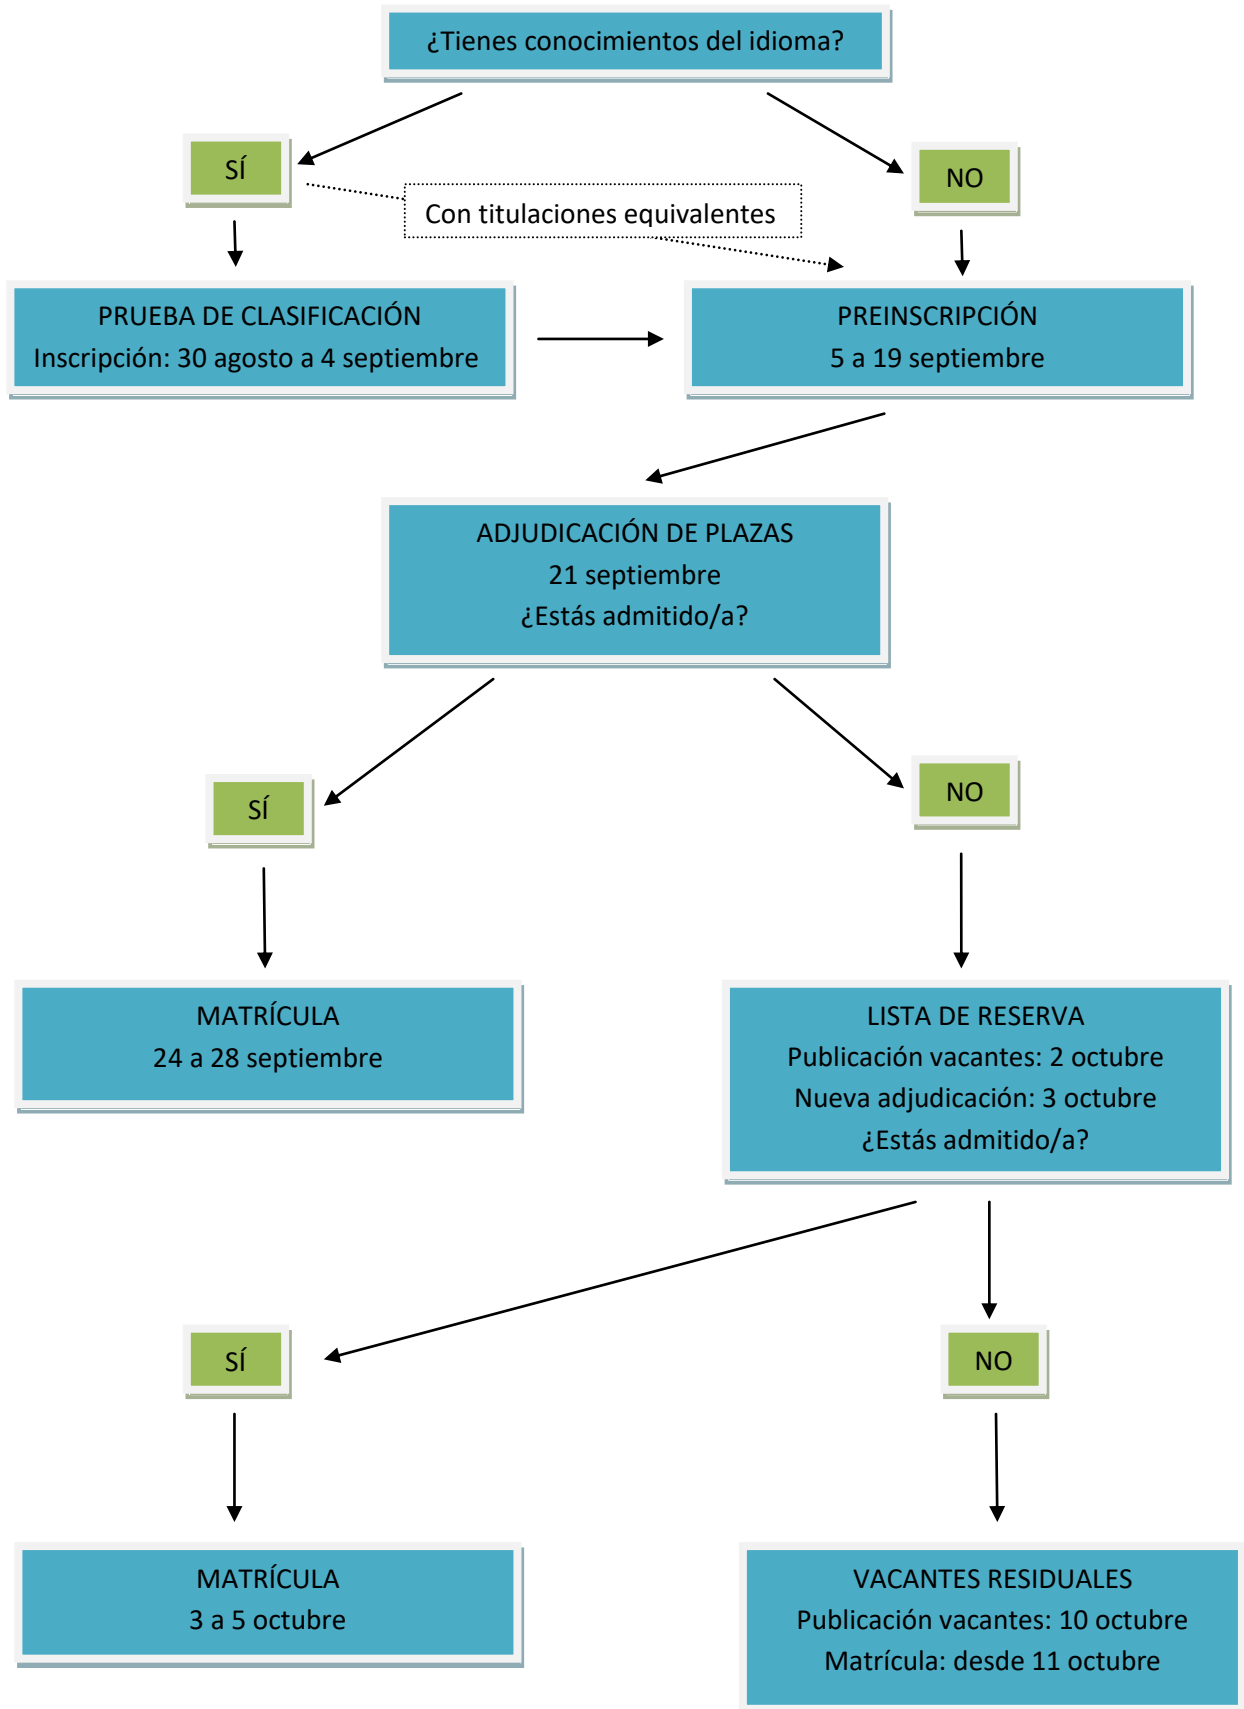 ¿Tienes conocimientos del idioma?
SÍ
NO
Con titulaciones equivalentes
PRUEBA DE CLASIFICACIÓN
Inscripción: 30 agosto a 4 septiembre
PREINSCRIPCIÓN
5 a 19 septiembre
ADJUDICACIÓN DE PLAZAS
21 septiembre
¿Estás admitido/a?
SÍ
NO
MATRÍCULA
24 a 28 septiembre
LISTA DE RESERVA
Publicación vacantes: 2 octubre
Nueva adjudicación: 3 octubre
¿Estás admitido/a?
SÍ
NO
MATRÍCULA
3 a 5 octubre
VACANTES RESIDUALES
Publicación vacantes: 10 octubre
Matrícula: desde 11 octubre